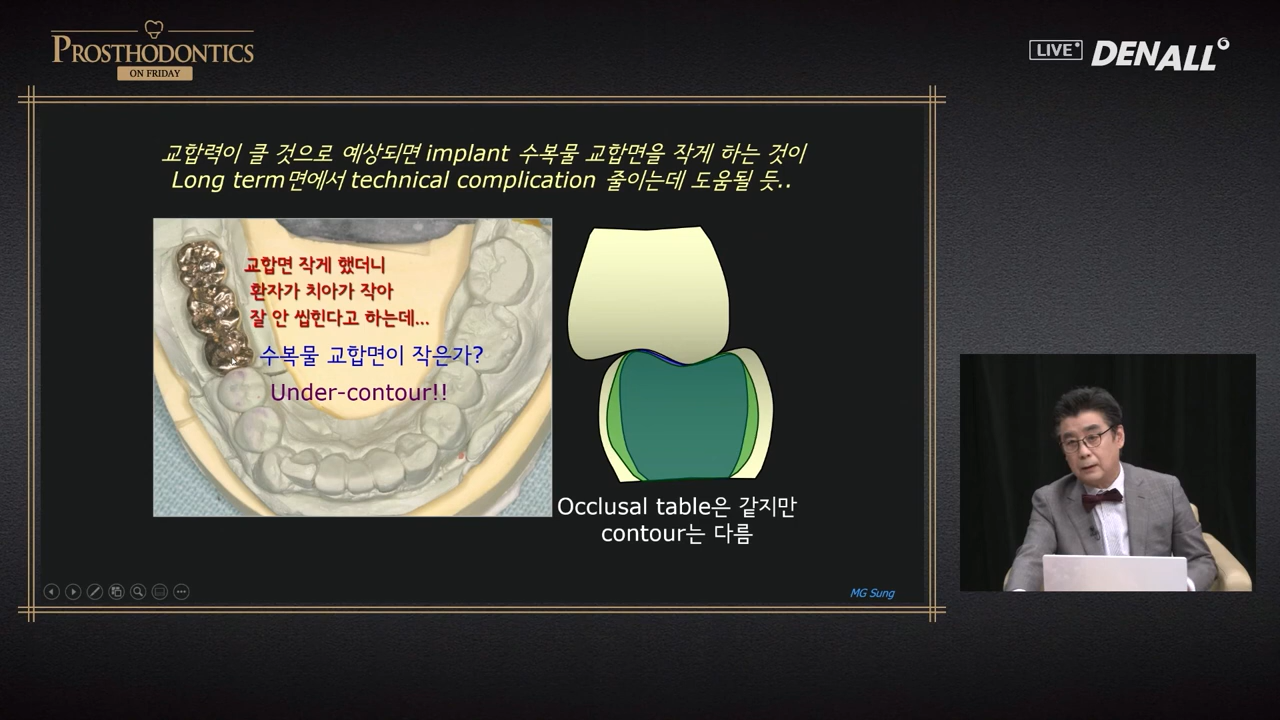 PROSTHODONTICS
ON FRIDAY
LIVE
DENALL
교합력이 클 것으로 예상되면 implant 수복물 교합면을 작게 하는 것이
Long term면에서 technical complication 줄이는데 도움될 듯..
교합면 작게 했더니
환자가 치아가 작아
잘 안 씹힌다고 하는데...
수복물 교합면이 작은가?
Under-contour!!
Occlusal table은 같지만
contour는 다름
MG Sung